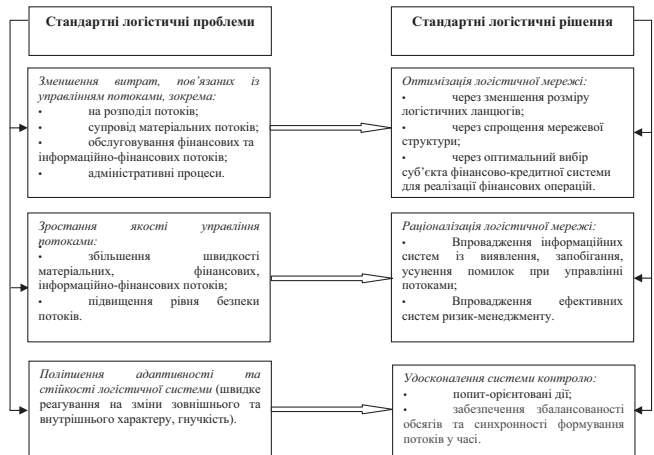 Стандартні логістичні проблеми
Стандартні логістичні рішення
Зменшення витрат, пов’язаних із
управлінням потоками, зокрема:
• на розподіл потоків;
• супровід матеріальних потоків;
• обслуговування фінансових та
інформаційно-фінансових потоків;
• адміністративні процеси.
Оптимізація логістичної мережі:
• через зменшення розміру
логістичних ланцюгів;
• через спрощення мережевої
структури;
• через оптимальний вибір
суб’єкта фінансово-кредитної системи
для реалізації фінансових операцій.
Зростання якості управління
потоками:
• збільшення швидкості
матеріальних, фінансових,
інформаційно-фінансових потоків;
• підвищення рівня безпеки
потоків.
Раціоналізація логістичної мережі:
• Впровадження інформаційних
систем із виявлення, запобігання,
усунення помилок при управлінні
потоками;
• Впровадження ефективних
систем ризик-менеджменту.
Поліпшення адаптивності та
стійкості логістичної системи (швидке
реагування на зміни зовнішнього та
внутрішнього характеру, гнучкість).
Удосконалення системи контролю:
• попит-орієнтовані дії;
• забезпечення збалансованості
обсягів та синхронності формування
потоків у часі.